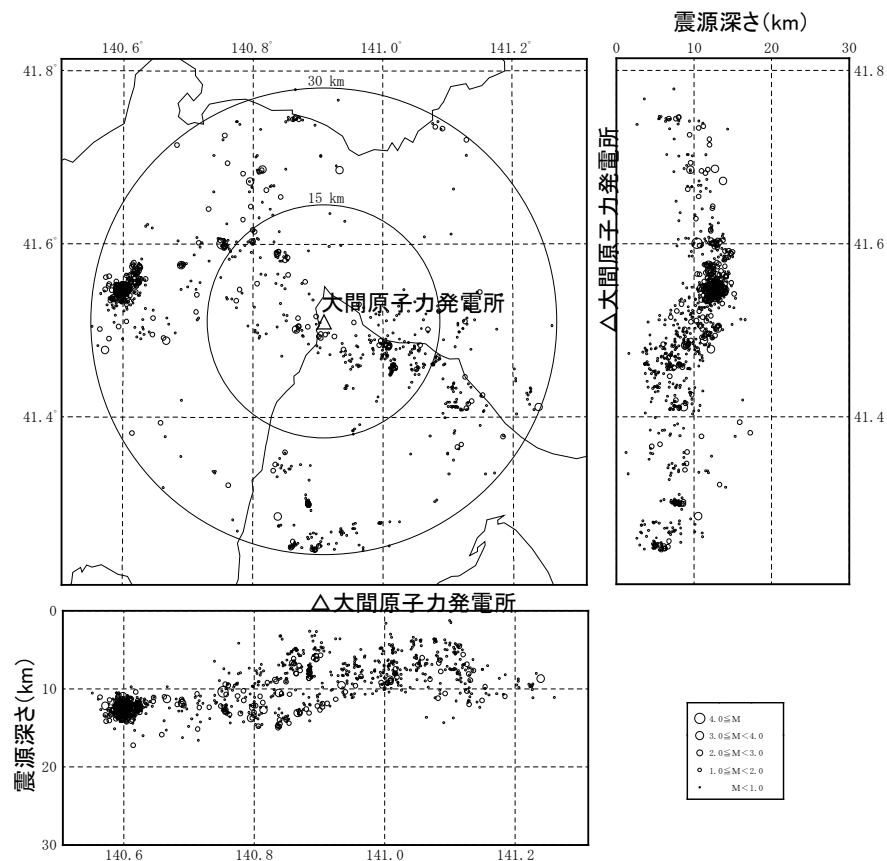 震源深さ(km)
140.6°
140.8°
141.0°
141.2°
0
10
20
30
41.8°
30 km
41.8°
△大間原子力発電所
15 km
41.6°
41.6°
大間原子力発電所
△
41.4°
41.4°
△大間原子力発電所
0
10
20
30
震源深さ(km)
140.6
140.8
141.0
141.2
4.0≦M
3.0≦M<4.0
2.0≦M<3.0
1.0≦M<2.0
M<1.0